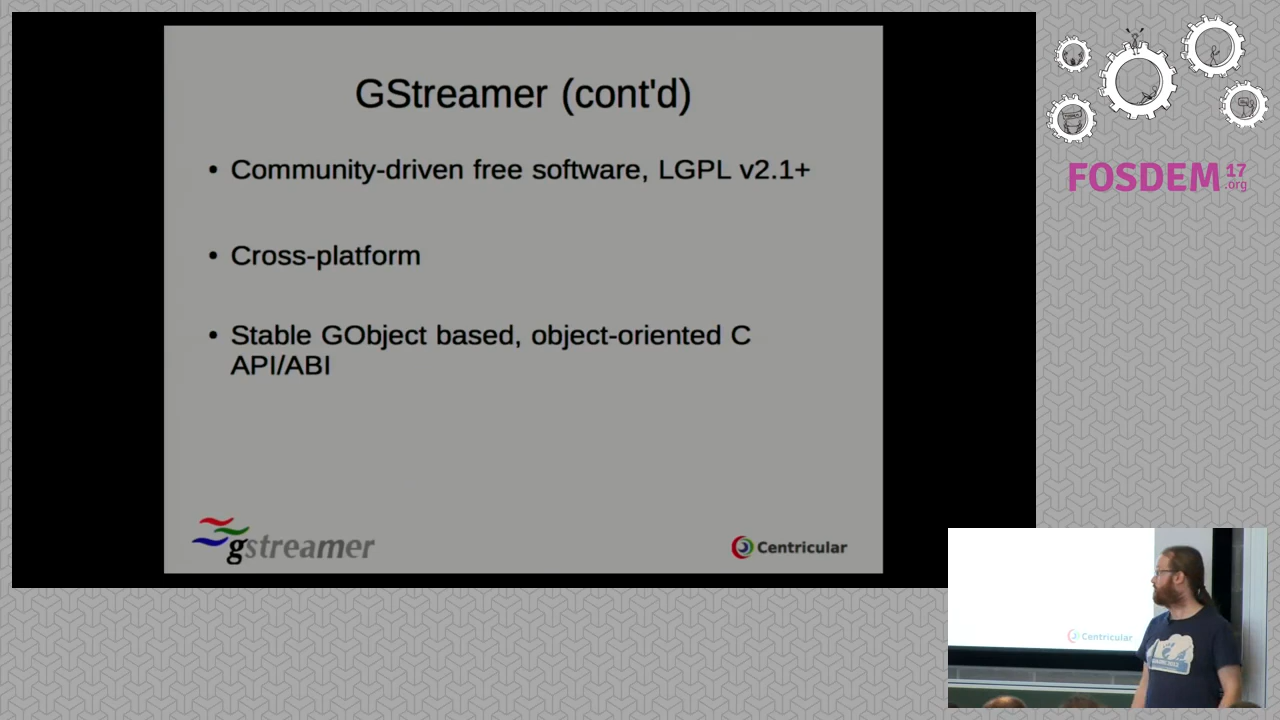 GStreamer (cont'd)
• Community-driven free software, LGPL v2.1+
• Cross-platform
• Stable GObject based, object-oriented C
API/ABI
gstreamer
Centricular
FOSDEM 17
.org
Centricular